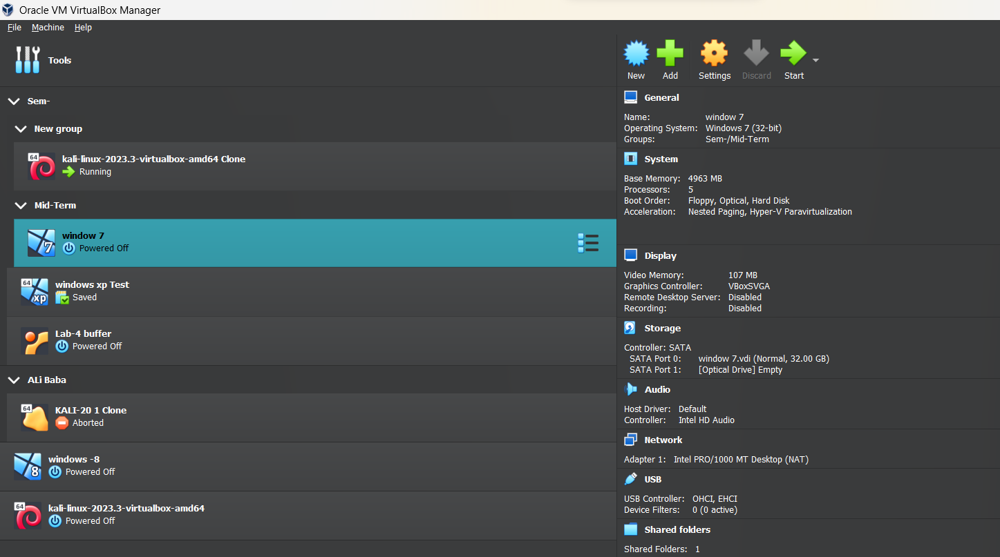 Oracle VM VirtualBox Manager
File Machine Help
Tools
Sem-
New group
64
kali-linux-2023.3-virtualbox-amd64 Clone
Running
Mid-Term
7
window 7
Powered Off
64
xp
windows xp Test
Saved
Lab-4 buffer
Powered Off
ALi Baba
64
KALI-20 1 Clone
Aborted
8
windows -8
Powered Off
64
kali-linux-2023.3-virtualbox-amd64
Powered Off
New Add Settings Discard Start
General
Name: window 7
Operating System: Windows 7 (32-bit)
Groups: Sem-/Mid-Term
System
Base Memory: 4963 MB
Processors: 5
Boot Order: Floppy, Optical, Hard Disk
Acceleration: Nested Paging, Hyper-V Paravirtualization
Display
Video Memory: 107 MB
Graphics Controller: VBoxSVGA
Remote Desktop Server: Disabled
Recording: Disabled
Storage
Controller: SATA
SATA Port 0: window 7.vdi (Normal, 32.00 GB)
SATA Port 1: [Optical Drive] Empty
Audio
Host Driver: Default
Controller: Intel HD Audio
Network
Adapter 1: Intel PRO/1000 MT Desktop (NAT)
USB
USB Controller: OHCI, EHCI
Device Filters: 0 (0 active)
Shared folders
Shared Folders: 1